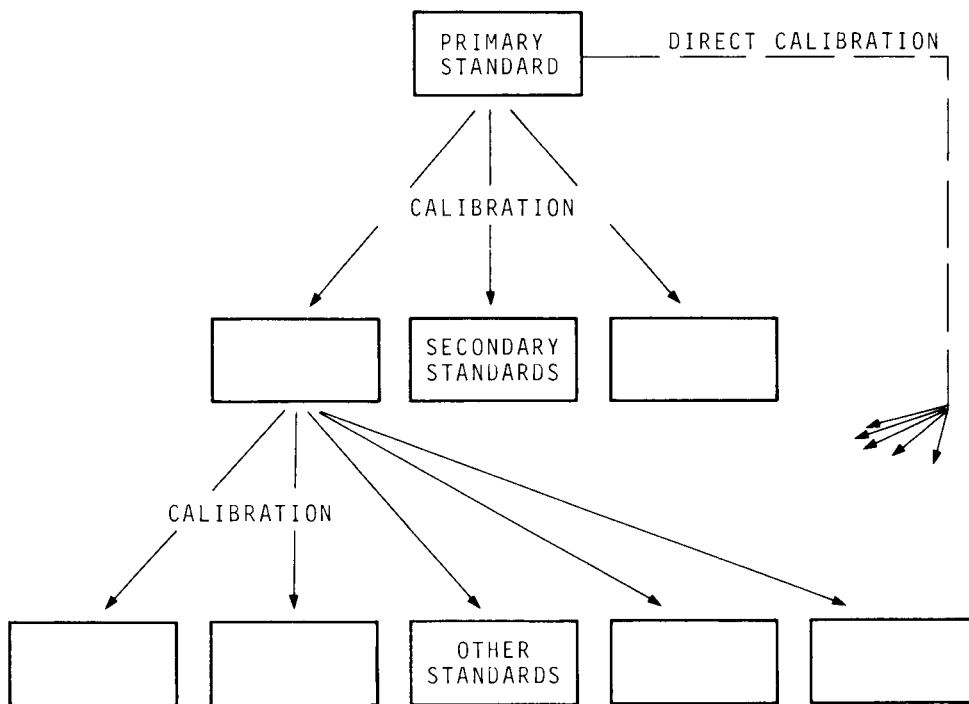 PRIMARY
STANDARD
DIRECT CALIBRATION
CALIBRATION
SECONDARY
STANDARDS
CALIBRATION
OTHER
STANDARDS